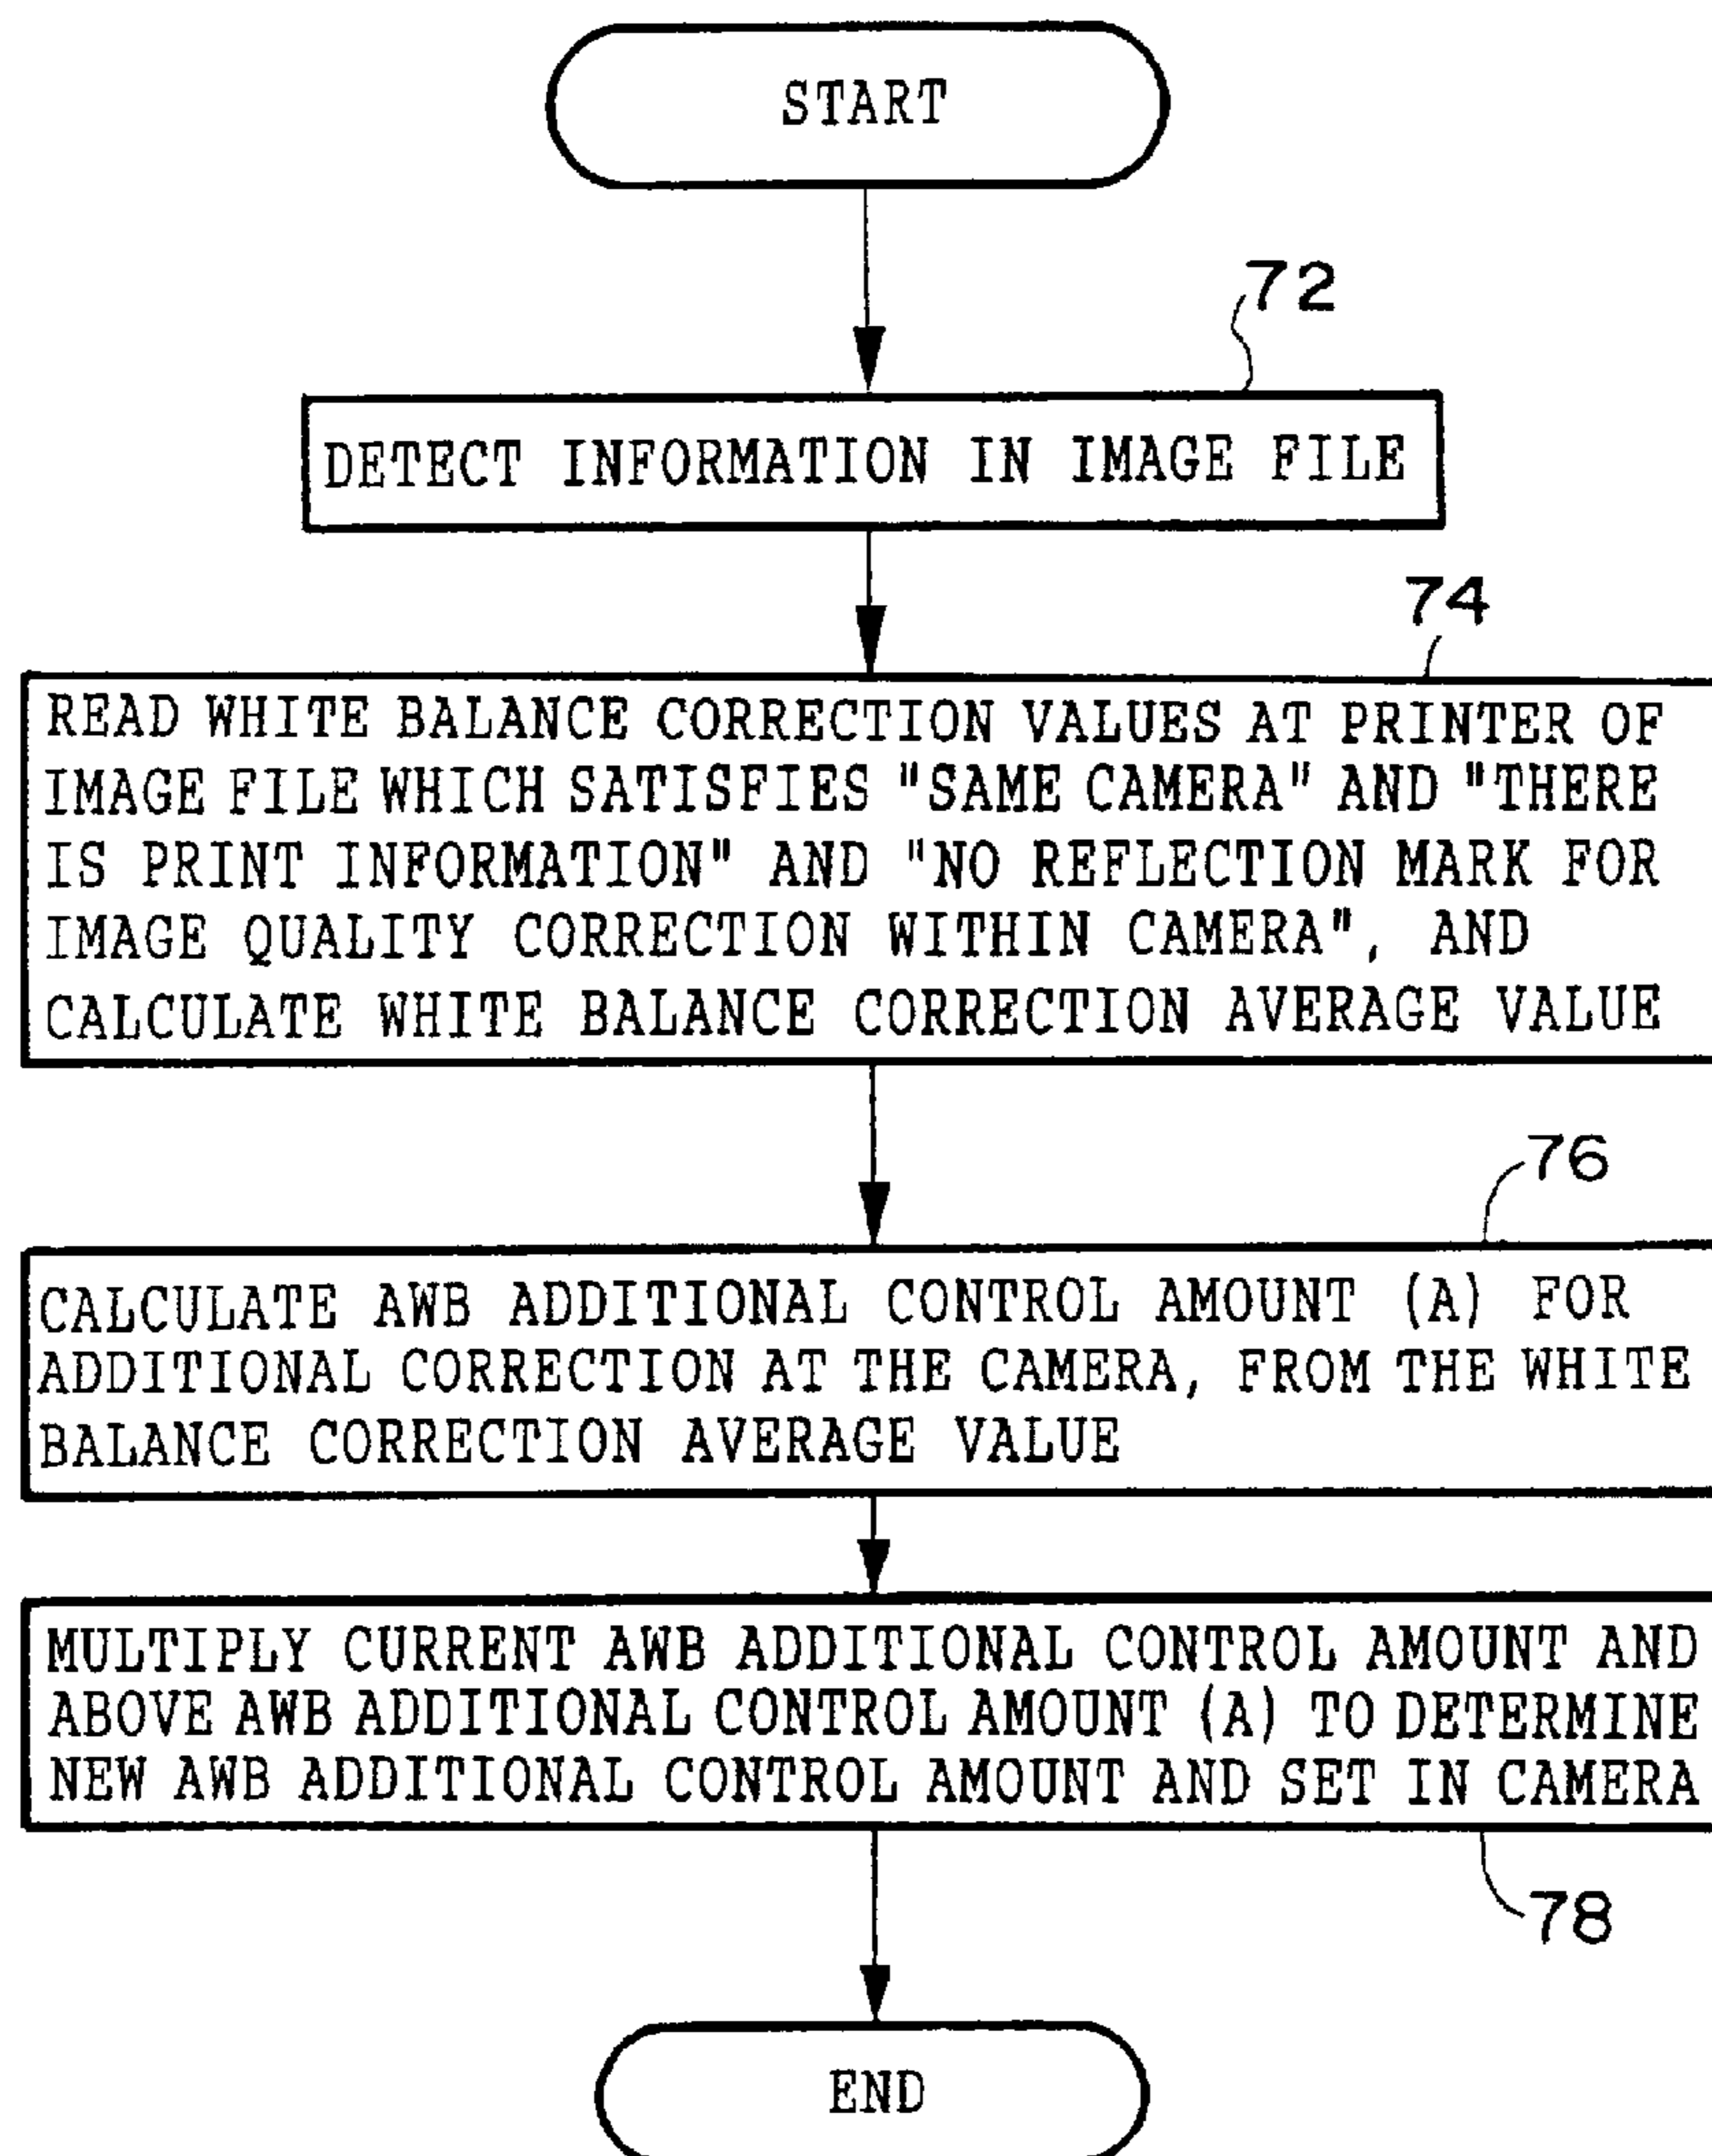 START
72
DETECT INFORMATION IN IMAGE FILE
74
READ WHITE BALANCE CORRECTION VALUES AT PRINTER OF
IMAGE FILE WHICH SATISFIES "SAME CAMERA" AND "THERE
IS PRINT INFORMATION" AND "NO REFLECTION MARK FOR
IMAGE QUALITY CORRECTION WITHIN CAMERA", AND
CALCULATE WHITE BALANCE CORRECTION AVERAGE VALUE
76
CALCULATE AWB ADDITIONAL CONTROL AMOUNT (A) FOR
ADDITIONAL CORRECTION AT THE CAMERA, FROM THE WHITE
BALANCE CORRECTION AVERAGE VALUE
MULTIPLY CURRENT AWB ADDITIONAL CONTROL AMOUNT AND
ABOVE AWB ADDITIONAL CONTROL AMOUNT (A) TO DETERMINE
NEW AWB ADDITIONAL CONTROL AMOUNT AND SET IN CAMERA
78
END